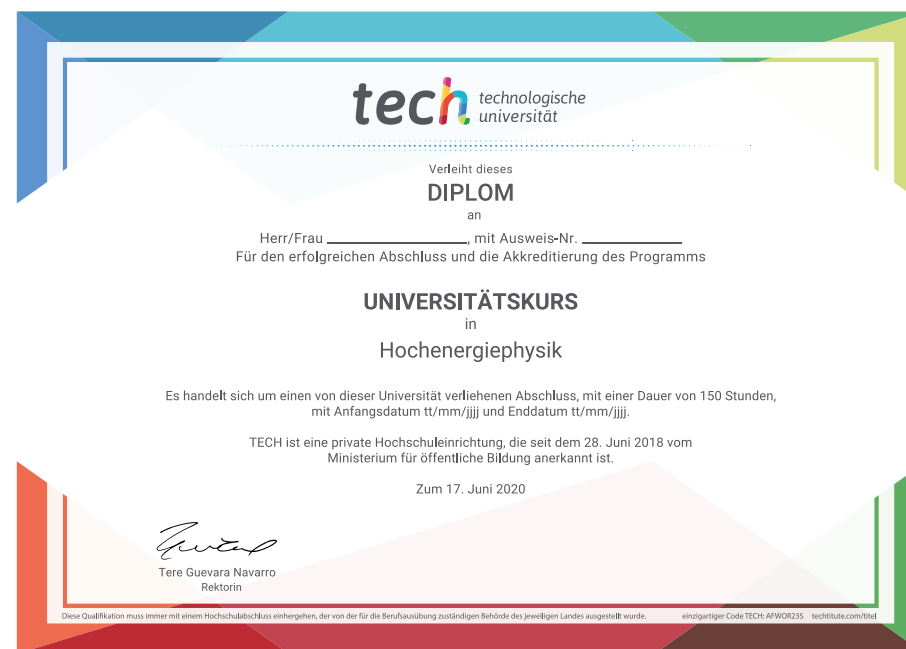 tech technologische
universität
Verleiht dieses
DIPLOM
an
Herr/Frau ____________________, mit Ausweis-Nr. ______________
Für den erfolgreichen Abschluss und die Akkreditierung des Programms
UNIVERSITÄTSKURS
in
Hochenergiephysik
Es handelt sich um einen von dieser Universität verliehenen Abschluss, mit einer Dauer von 150 Stunden,
mit Anfangsdatum tt/mm/jjjj und Enddatum tt/mm/jjjj.
TECH ist eine private Hochschuleinrichtung, die seit dem 28. Juni 2018 vom
Ministerium für öffentliche Bildung anerkannt ist.
Zum 17. Juni 2020
Tere Guevara Navarro
Rektorin
Diese Qualifikation muss immer mit einem Hochschulabschluss einhergehen, der von der für die Berufsausübung zuständigen Behörde des jeweiligen Landes ausgestellt wurde. einzigartiger Code TECH: AFWOR235 techtitute.com/titel